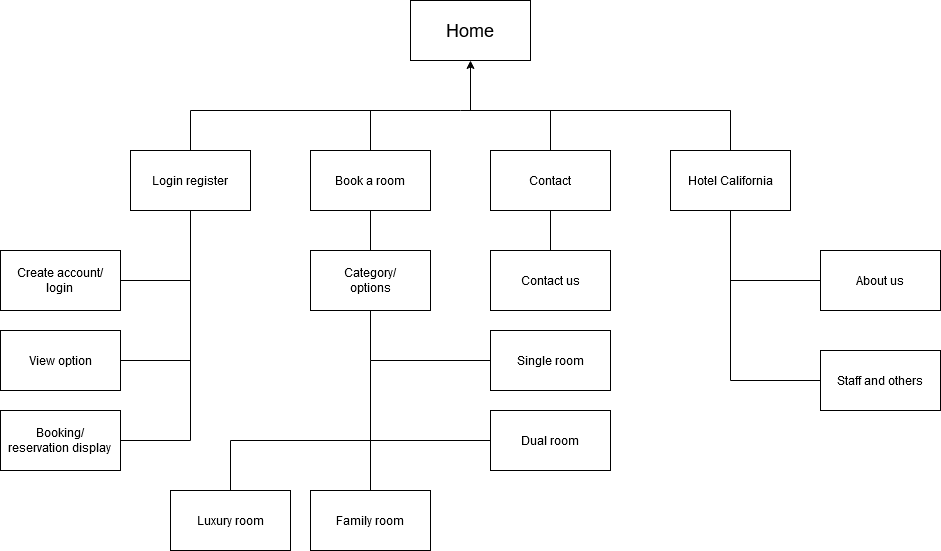 Home
Login register
Book a room
Contact
Hotel California
Create account/
login
Category/
options
Contact us
About us
View option
Single room
Staff and others
Booking/
reservation display
Dual room
Luxury room
Family room